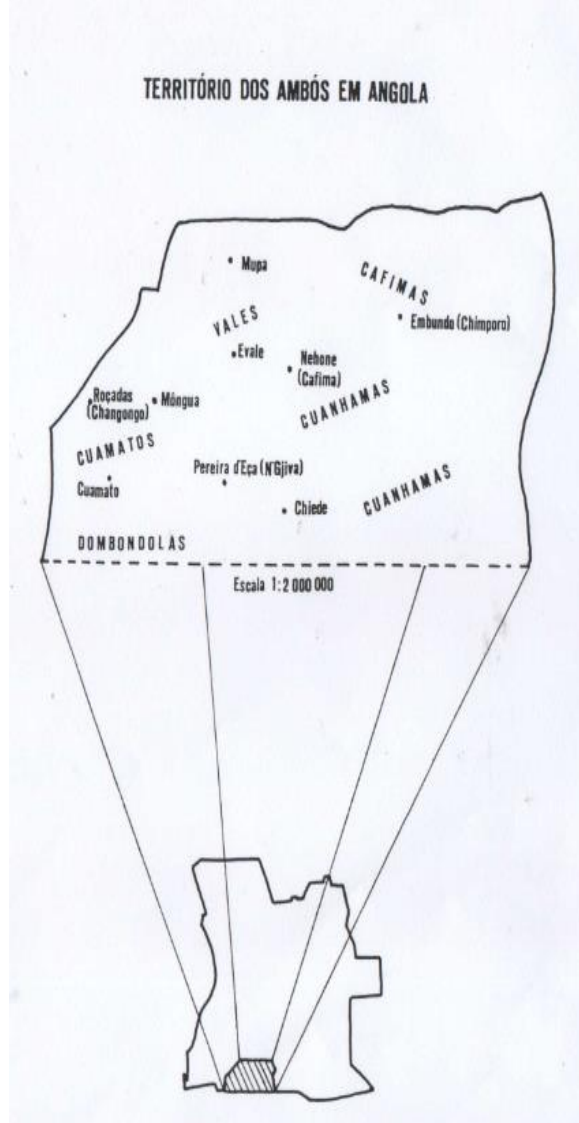 TERRITÓRIO DOS AMBÓS EM ANGOLA
Mupa
CAFIMAS
VALES
Embundo (Chimporo)
Evale
Nehone
(Cafima)
Roçadas
(Changongo)
Môngua
CUANHAMAS
CUAMATOS
Pereira d'Eça (N'Gjiva)
Cuamato
CUANHAMAS
Chiede
DOMBONDOLAS
Escala 1:2 000 000